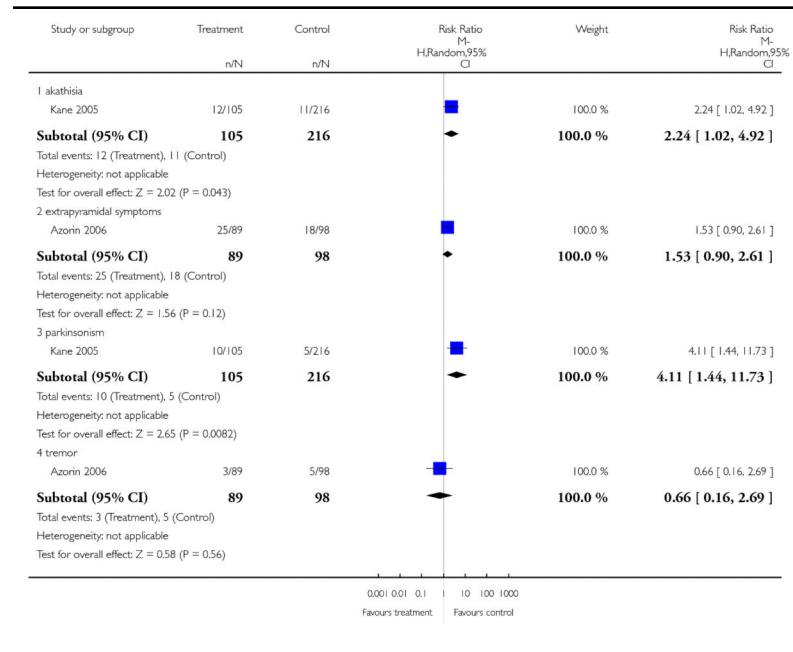 Study or subgroup Treatment Control Risk Ratio Weight Risk Ratio
M- M-
H,Random,95% H,Random,95%
n/N n/N CI CI
1 akathisia
Kane 2005 12/105 11/216 100.0 % 2.24 [ 1.02, 4.92 ]
Subtotal (95% CI) 105 216 100.0 % 2.24 [ 1.02, 4.92 ]
Total events: 12 (Treatment), 11 (Control)
Heterogeneity: not applicable
Test for overall effect: Z = 2.02 (P = 0.043)
2 extrapyramidal symptoms
Azorin 2006 25/89 18/98 100.0 % 1.53 [ 0.90, 2.61 ]
Subtotal (95% CI) 89 98 100.0 % 1.53 [ 0.90, 2.61 ]
Total events: 25 (Treatment), 18 (Control)
Heterogeneity: not applicable
Test for overall effect: Z = 1.56 (P = 0.12)
3 parkinsonism
Kane 2005 10/105 5/216 100.0 % 4.11 [ 1.44, 11.73 ]
Subtotal (95% CI) 105 216 100.0 % 4.11 [ 1.44, 11.73 ]
Total events: 10 (Treatment), 5 (Control)
Heterogeneity: not applicable
Test for overall effect: Z = 2.65 (P = 0.0082)
4 tremor
Azorin 2006 3/89 5/98 100.0 % 0.66 [ 0.16, 2.69 ]
Subtotal (95% CI) 89 98 100.0 % 0.66 [ 0.16, 2.69 ]
Total events: 3 (Treatment), 5 (Control)
Heterogeneity: not applicable
Test for overall effect: Z = 0.58 (P = 0.56)
0.001 0.01 0.1 1 10 100 1000
Favours treatment Favours control